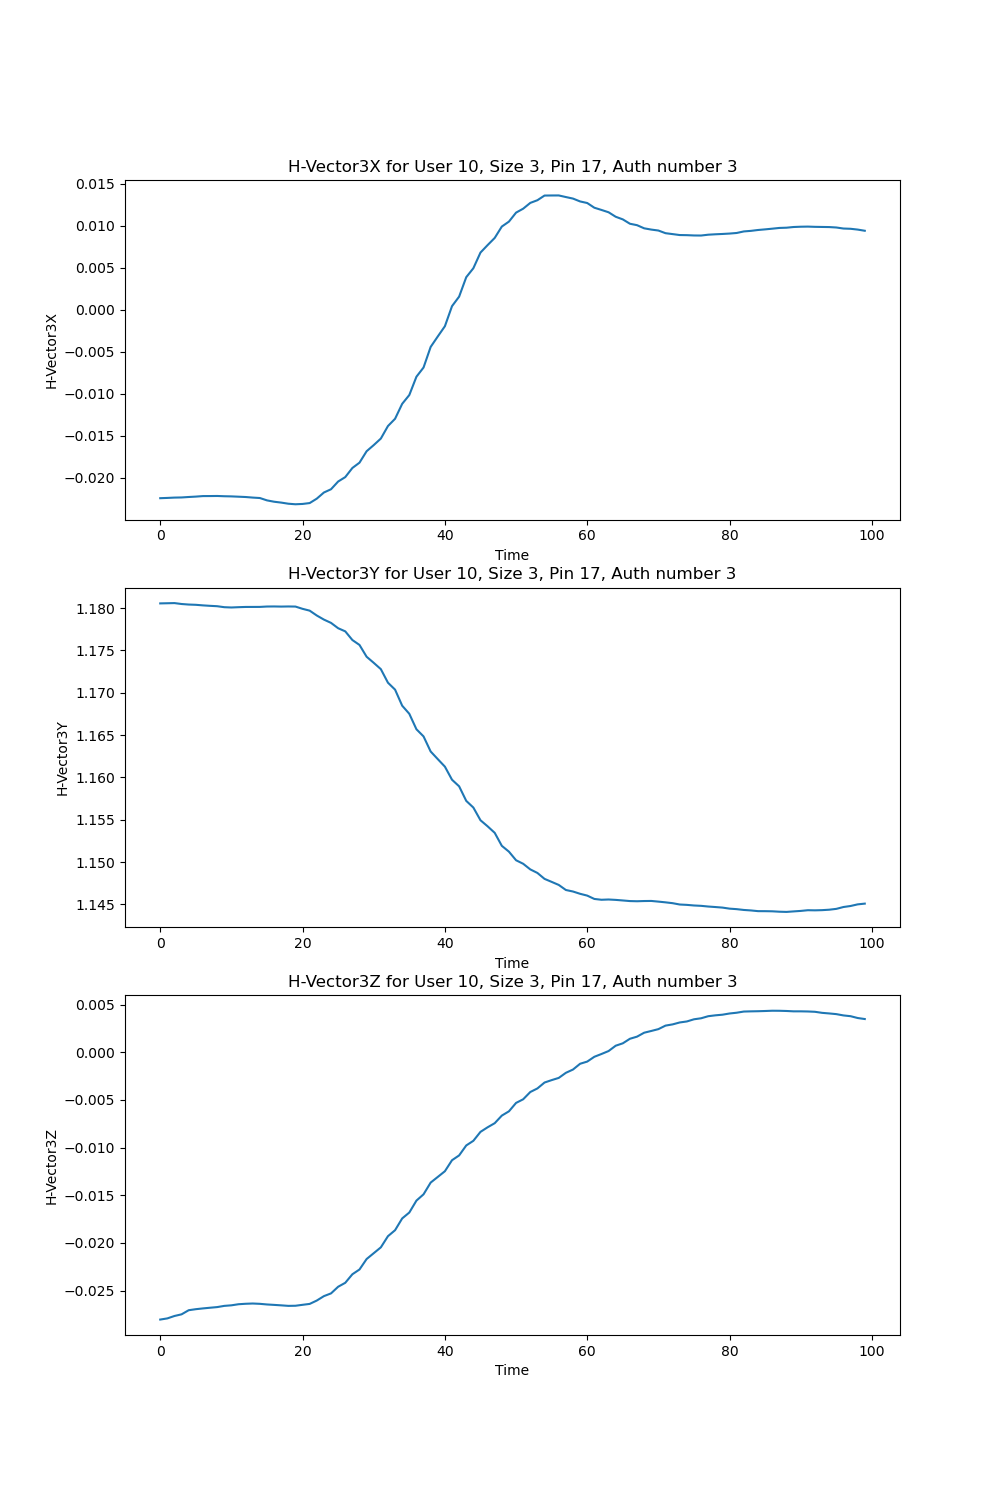 H-Vector3X for User 10, Size 3, Pin 17, Auth number 3
0.015
0.010
0.005
0.000
−0.005
−0.010
−0.015
−0.020
H-Vector3X
0 20 40 60 80 100
Time
H-Vector3Y for User 10, Size 3, Pin 17, Auth number 3
1.180
1.175
1.170
1.165
1.160
1.155
1.150
1.145
H-Vector3Y
0 20 40 60 80 100
Time
H-Vector3Z for User 10, Size 3, Pin 17, Auth number 3
0.005
0.000
−0.005
−0.010
−0.015
−0.020
−0.025
H-Vector3Z
0 20 40 60 80 100
Time